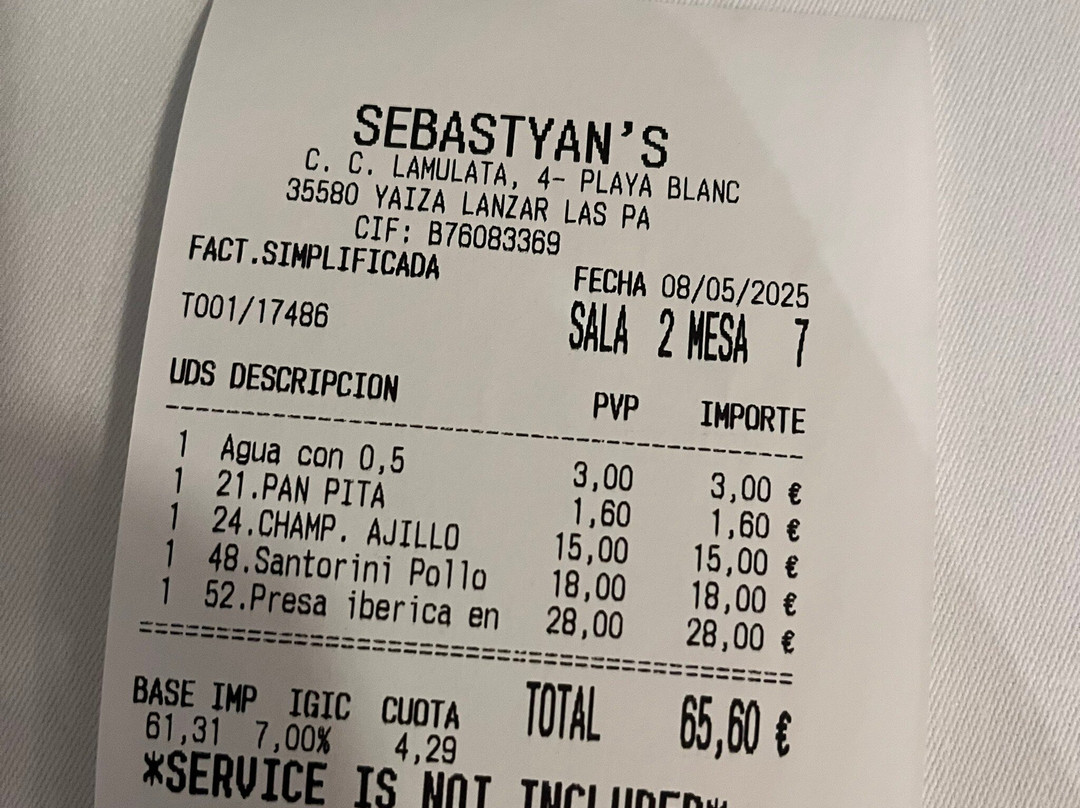 SEBASTYAN'S
C. C. LAMULATA, 4- PLAYA BLANC
35580 YAIZA LANZAR LAS PA
CIF: B76083369
FACT.SIMPLIFICADA
FECHA 08/05/2025
T001/17486
SALA 2 MESA 7
UDS DESCRIPCION PVP IMPORTE
1 Agua con 0,5 3,00 3,00 €
1 21.PAN PITA 1,60 1,60 €
1 24.CHAMP. AJILLO 15,00 15,00 €
1 48.Santorini Pollo 18,00 18,00 €
1 52.Presa iberica en 28,00 28,00 €
BASE IMP IGIC CUOTA TOTAL 65,60 €
61,31 7,00% 4,29
*SERVICE IS NOT INCLUDED*